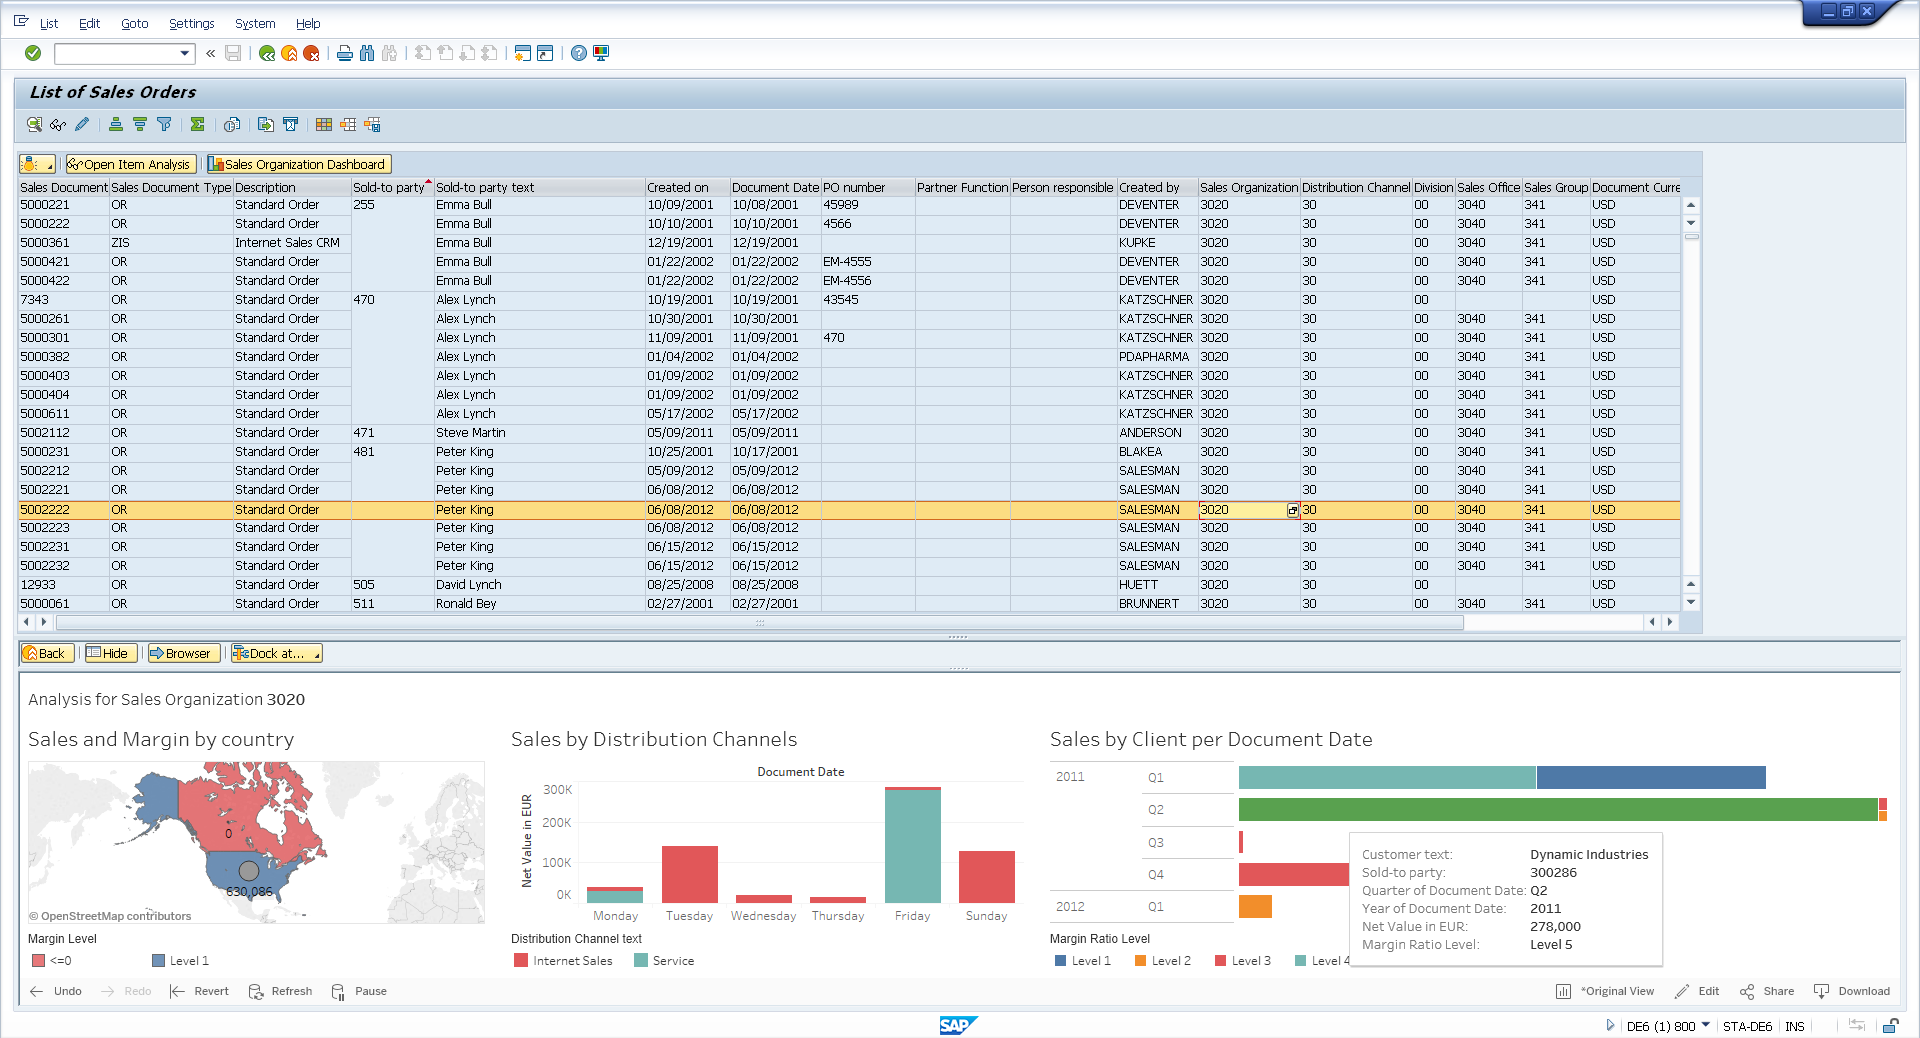 List Edit Goto Settings System Help
List of Sales Orders
Open Item Analysis Sales Organization Dashboard
Sales Document Sales Document Type Description Sold-to party Sold-to party text Created on Document Date PO number Partner Function Person responsible Created by Sales Organization Distribution Channel Division Sales Office Sales Group Document Curre
5000221 OR Standard Order 255 Emma Bull 10/09/2001 10/08/2001 45989 DEVENTER 3020 30 00 3040 341 USD
5000222 OR Standard Order Emma Bull 10/10/2001 10/10/2001 4566 DEVENTER 3020 30 00 3040 341 USD
5000361 ZIS Internet Sales CRM Emma Bull 12/19/2001 12/19/2001 KUPKE 3020 30 00 3040 341 USD
5000421 OR Standard Order Emma Bull 01/22/2002 01/22/2002 EM-4555 DEVENTER 3020 30 00 3040 341 USD
5000422 OR Standard Order Emma Bull 01/22/2002 01/22/2002 EM-4556 DEVENTER 3020 30 00 3040 341 USD
7343 OR Standard Order 470 Alex Lynch 10/19/2001 10/19/2001 43545 KATZSCHNER 3020 30 00 USD
5000261 OR Standard Order Alex Lynch 10/30/2001 10/30/2001 KATZSCHNER 3020 30 00 3040 341 USD
5000301 OR Standard Order Alex Lynch 11/09/2001 11/09/2001 470 KATZSCHNER 3020 30 00 3040 341 USD
5000382 OR Standard Order Alex Lynch 01/04/2002 01/04/2002 PDAPHARMA 3020 30 00 3040 341 USD
5000403 OR Standard Order Alex Lynch 01/09/2002 01/09/2002 KATZSCHNER 3020 30 00 3040 341 USD
5000404 OR Standard Order Alex Lynch 01/09/2002 01/09/2002 KATZSCHNER 3020 30 00 3040 341 USD
5000611 OR Standard Order Alex Lynch 05/17/2002 05/17/2002 KATZSCHNER 3020 30 00 3040 341 USD
5002112 OR Standard Order 471 Steve Martin 05/09/2011 05/09/2011 ANDERSON 3020 30 00 3040 341 USD
5000231 OR Standard Order 481 Peter King 10/25/2001 10/17/2001 BLAKEA 3020 30 00 3040 341 USD
5002212 OR Standard Order Peter King 05/09/2012 05/09/2012 SALESMAN 3020 30 00 3040 341 USD
5002221 OR Standard Order Peter King 06/08/2012 06/08/2012 SALESMAN 3020 30 00 3040 341 USD
5002222 OR Standard Order Peter King 06/08/2012 06/08/2012 SALESMAN 3020 30 00 3040 341 USD
5002223 OR Standard Order Peter King 06/08/2012 06/08/2012 SALESMAN 3020 30 00 3040 341 USD
5002231 OR Standard Order Peter King 06/15/2012 06/15/2012 SALESMAN 3020 30 00 3040 341 USD
5002232 OR Standard Order Peter King 06/15/2012 06/15/2012 SALESMAN 3020 30 00 3040 341 USD
12933 OR Standard Order 505 David Lynch 08/25/2008 08/25/2008 HUETT 3020 30 00 USD
5000061 OR Standard Order 511 Ronald Bey 02/27/2001 02/27/2001 BRUNNERT 3020 30 00 3040 341 USD
Back Hide Browser Dock at...
Analysis for Sales Organization 3020
Sales and Margin by country
0
630,086
© OpenStreetMap contributors
Margin Level
<=0 Level 1
Sales by Distribution Channels
Document Date
Net Value in EUR
300K
200K
100K
0K
Monday Tuesday Wednesday Thursday Friday Sunday
Distribution Channel text
Internet Sales Service
Sales by Client per Document Date
2011 Q1
Q2
Q3
Q4
2012 Q1
Margin Ratio Level
Level 1 Level 2 Level 3 Level 4
Customer text: Dynamic Industries
Sold-to party: 300286
Quarter of Document Date: Q2
Year of Document Date: 2011
Net Value in EUR: 278,000
Margin Ratio Level: Level 5
Undo Redo Revert Refresh Pause *Original View Edit Share Download
SAP DE6 (1) 800 STA-DE6 INS